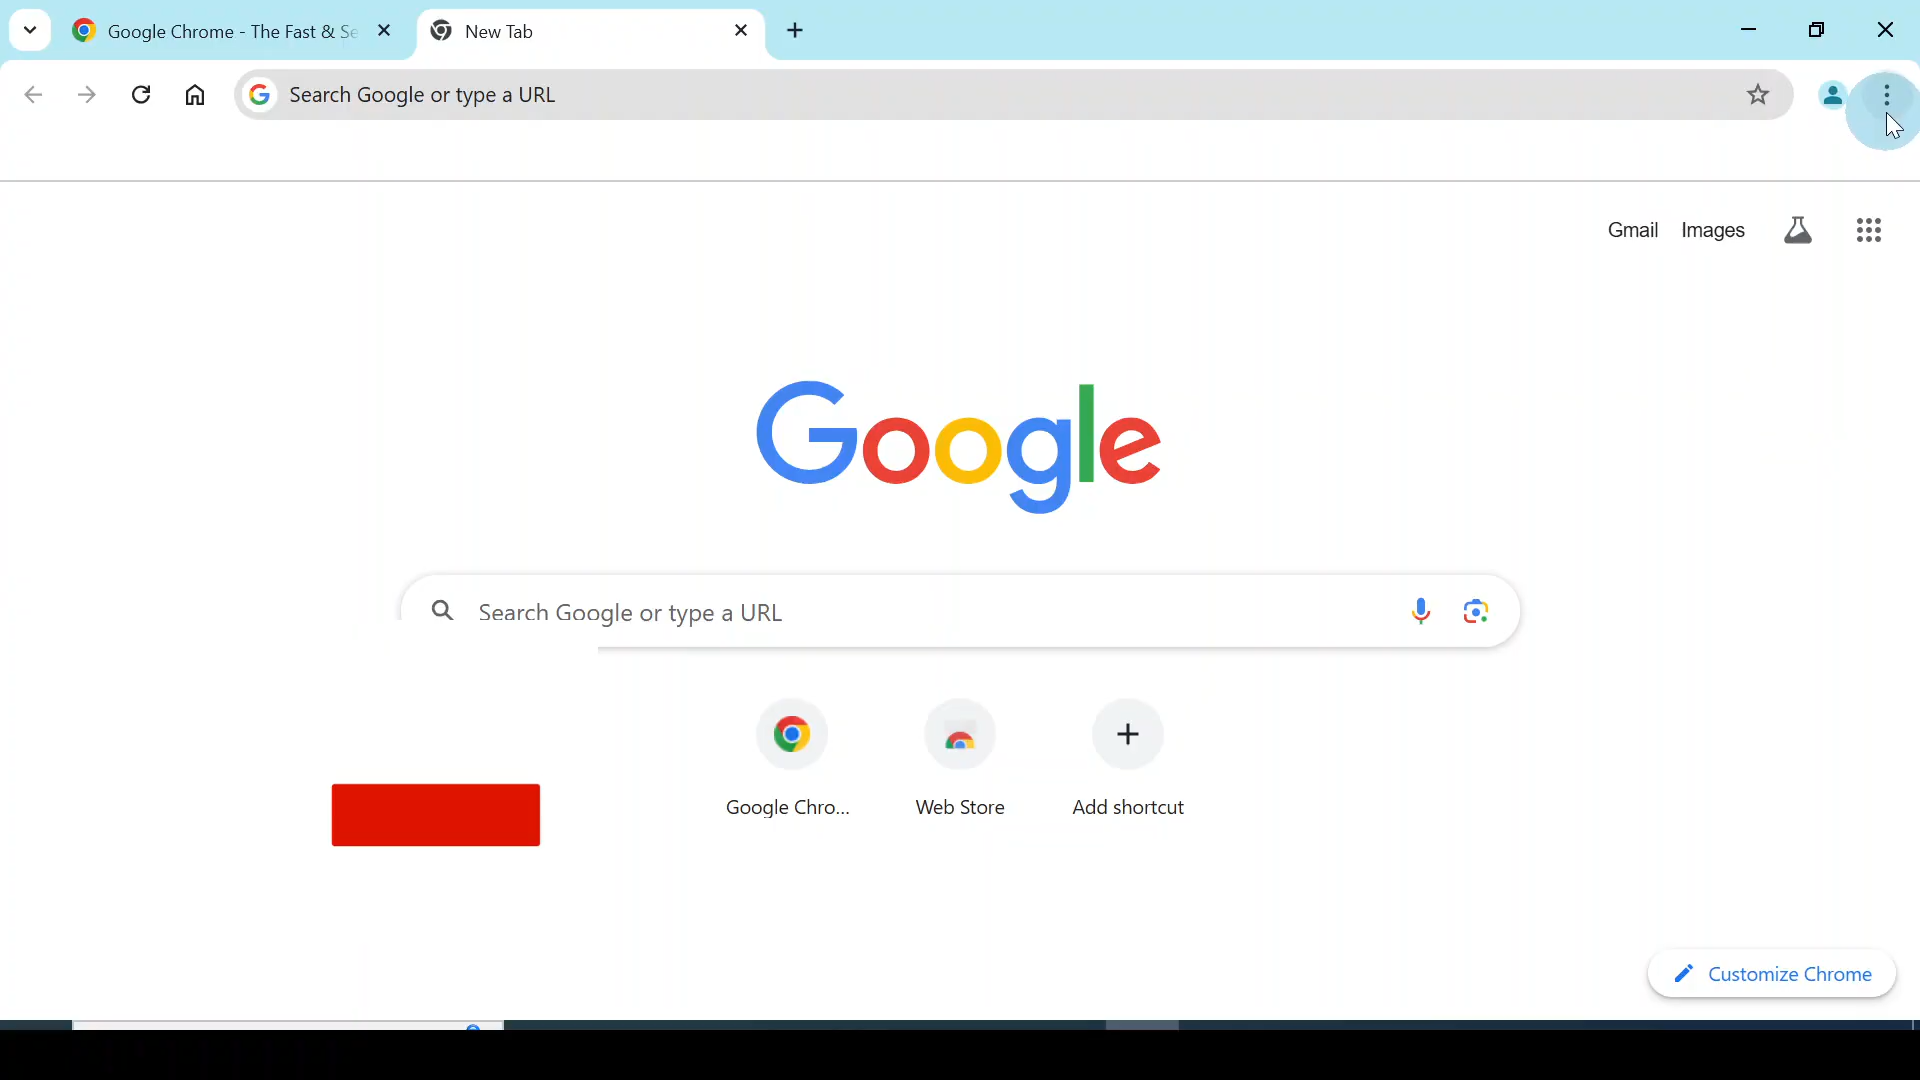 Google Chrome - The Fast & Se
New Tab
Search Google or type a URL
Gmail Images
Google
Search Google or type a URL
Google Chro...
Web Store
Add shortcut
Customize Chrome